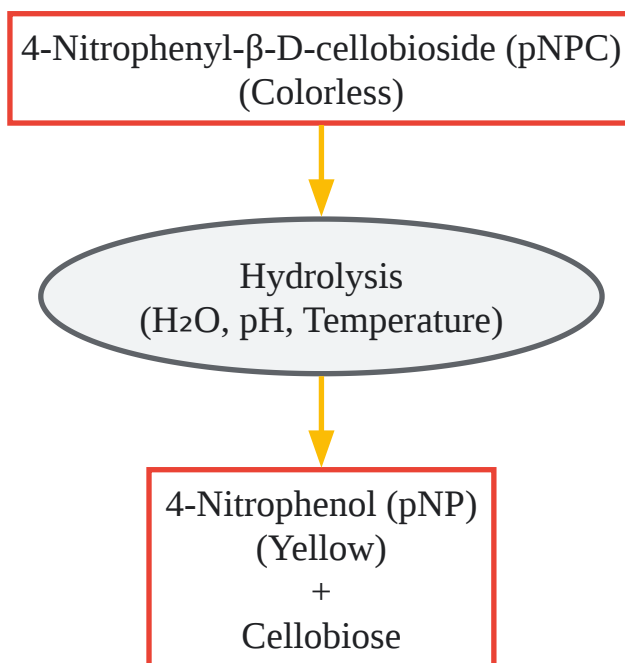 4-Nitrophenyl-β-D-cellobioside (pNPC)
(Colorless)
Hydrolysis
(H₂O, pH, Temperature)
4-Nitrophenol (pNP)
(Yellow)
+
Cellobiose